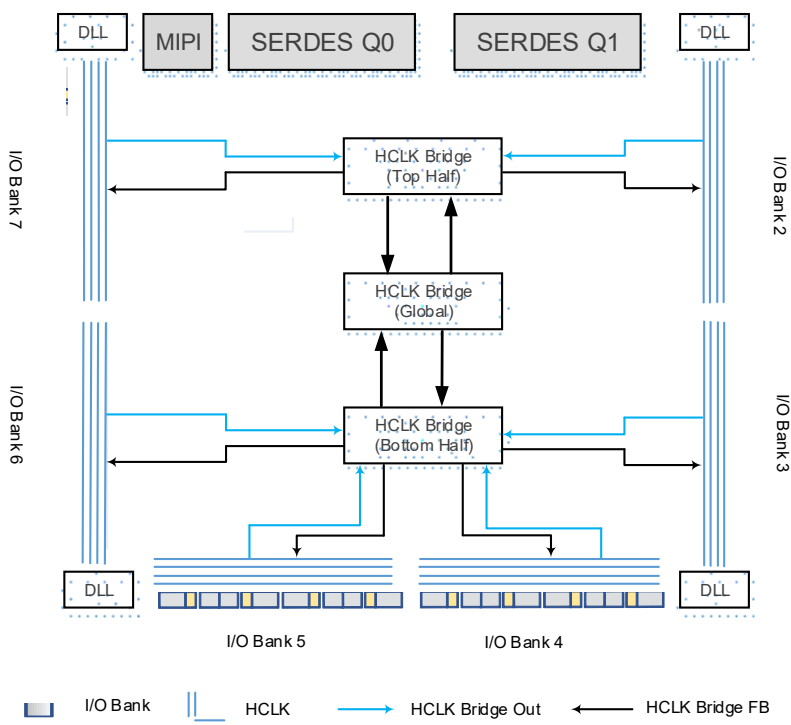 DLL
MIPI
SERDES Q0
SERDES Q1
DLL
I/O Bank 7
HCLK Bridge
(Top Half)
I/O Bank 2
HCLK Bridge
(Global)
I/O Bank 6
HCLK Bridge
(Bottom Half)
I/O Bank 3
DLL
DLL
I/O Bank 5
I/O Bank 4
I/O Bank
HCLK
HCLK Bridge Out
HCLK Bridge FB